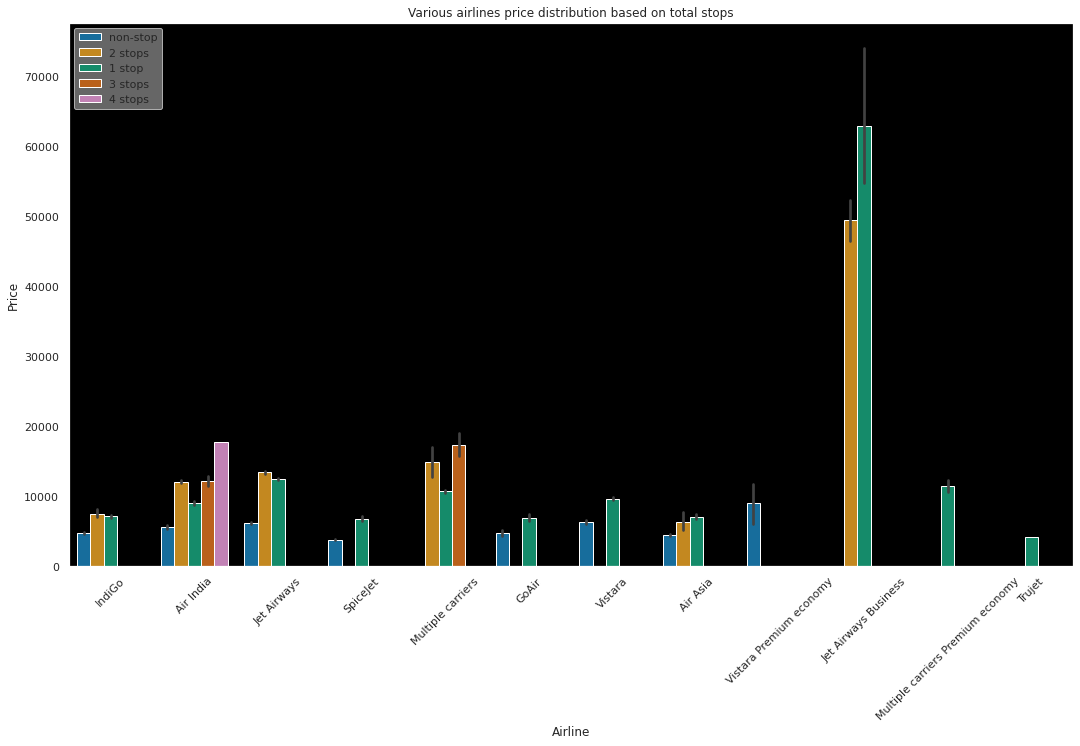 Various airlines price distribution based on total stops
non-stop
2 stops
1 stop
3 stops
4 stops
70000
60000
50000
40000
30000
20000
10000
0
Price
IndiGo
Air India
Jet Airways
SpiceJet
Multiple carriers
GoAir
Vistara
Air Asia
Vistara Premium economy
Jet Airways Business
Multiple carriers Premium economy
Trujet
Airline